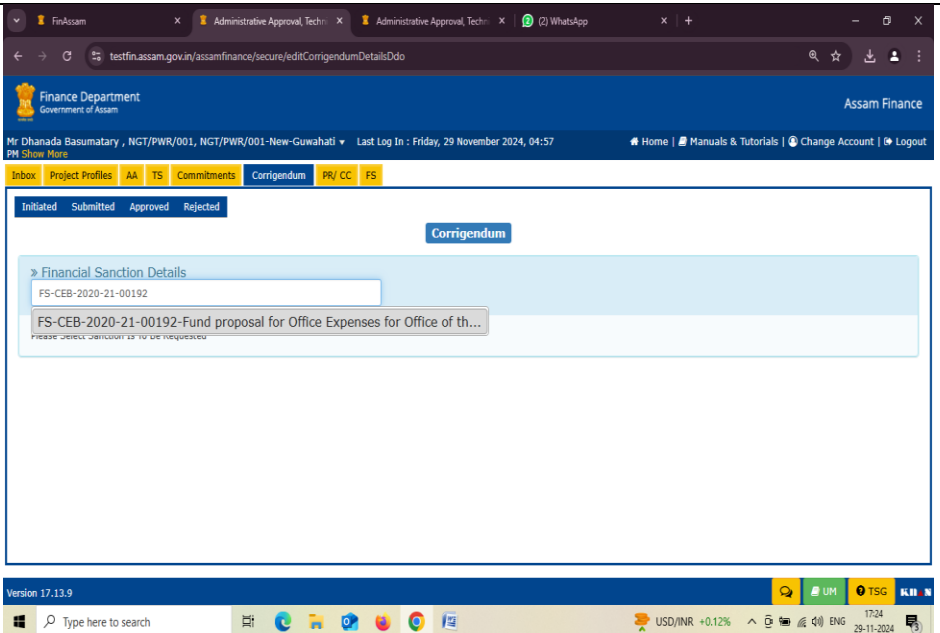 FinAssam
Administrative Approval, Techni
Administrative Approval, Techni
(2) WhatsApp
testfin.assam.gov.in/assamfinance/secure/editCorrigendumDetailsDdo
Finance Department
Government of Assam
Assam Finance
Mr Dhanada Basumatary , NGT/PWR/001, NGT/PWR/001-New-Guwahati Last Log In : Friday, 29 November 2024, 04:57 PM Show More
Home | Manuals & Tutorials | Change Account | Logout
Inbox Project Profiles AA TS Commitments Corrigendum PR/ CC FS
Initiated Submitted Approved Rejected
Corrigendum
» Financial Sanction Details
FS-CEB-2020-21-00192
FS-CEB-2020-21-00192-Fund proposal for Office Expenses for Office of th...
Please Select Sanction Is To Be Requested
Version 17.13.9
UM TSG
Type here to search
USD/INR +0.12% ENG
17:24
29-11-2024